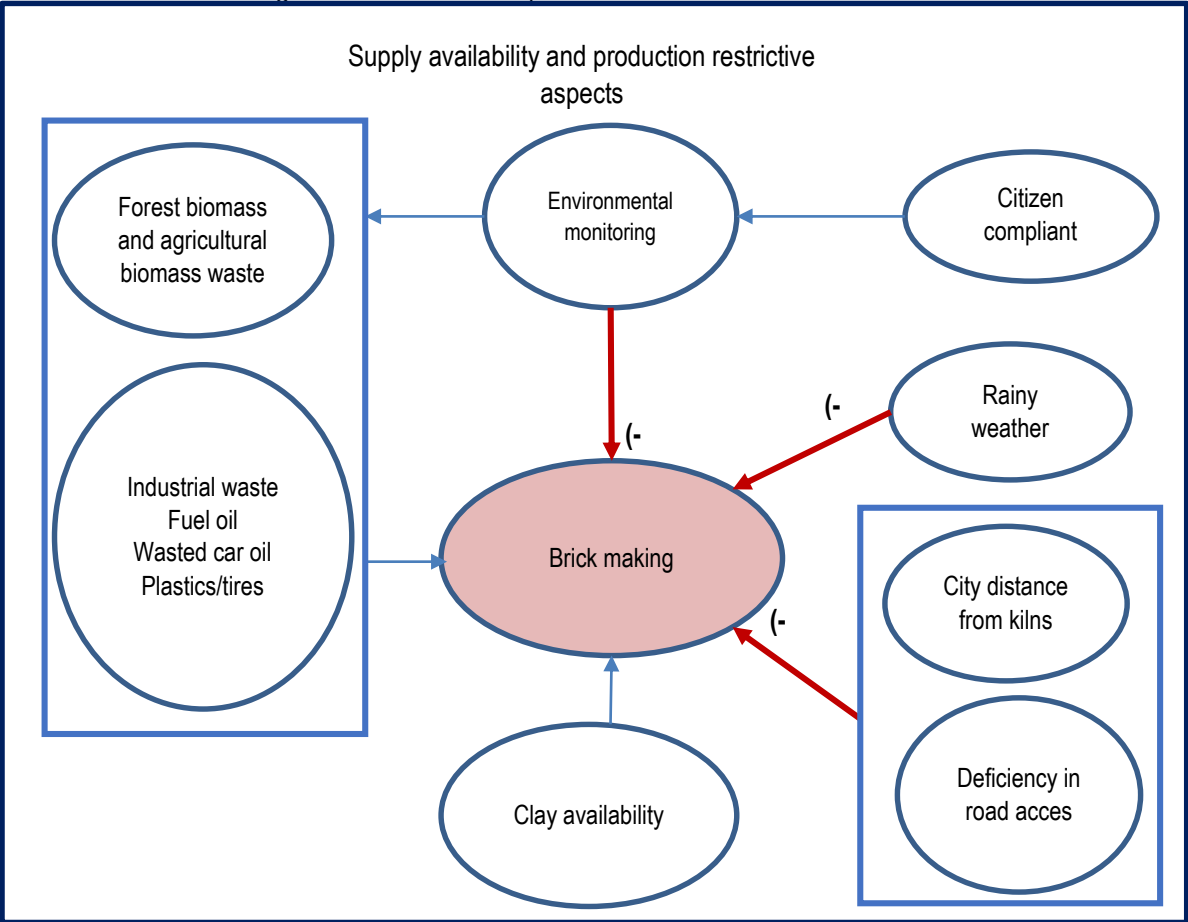 Supply availability and production restrictive
aspects
Forest biomass
and agricultural
biomass waste
Environmental
monitoring
Citizen
compliant
Rainy
weather
(-
(-
Industrial waste
Fuel oil
Wasted car oil
Plastics/tires
Brick making
City distance
from kilns
(-
Deficiency in
road acces
Clay availability